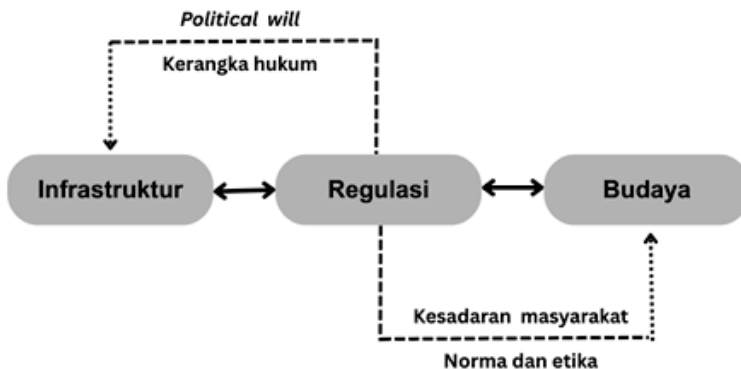 Political will
Kerangka hukum
Infrastruktur
Regulasi
Budaya
Kesadaran masyarakat
Norma dan etika